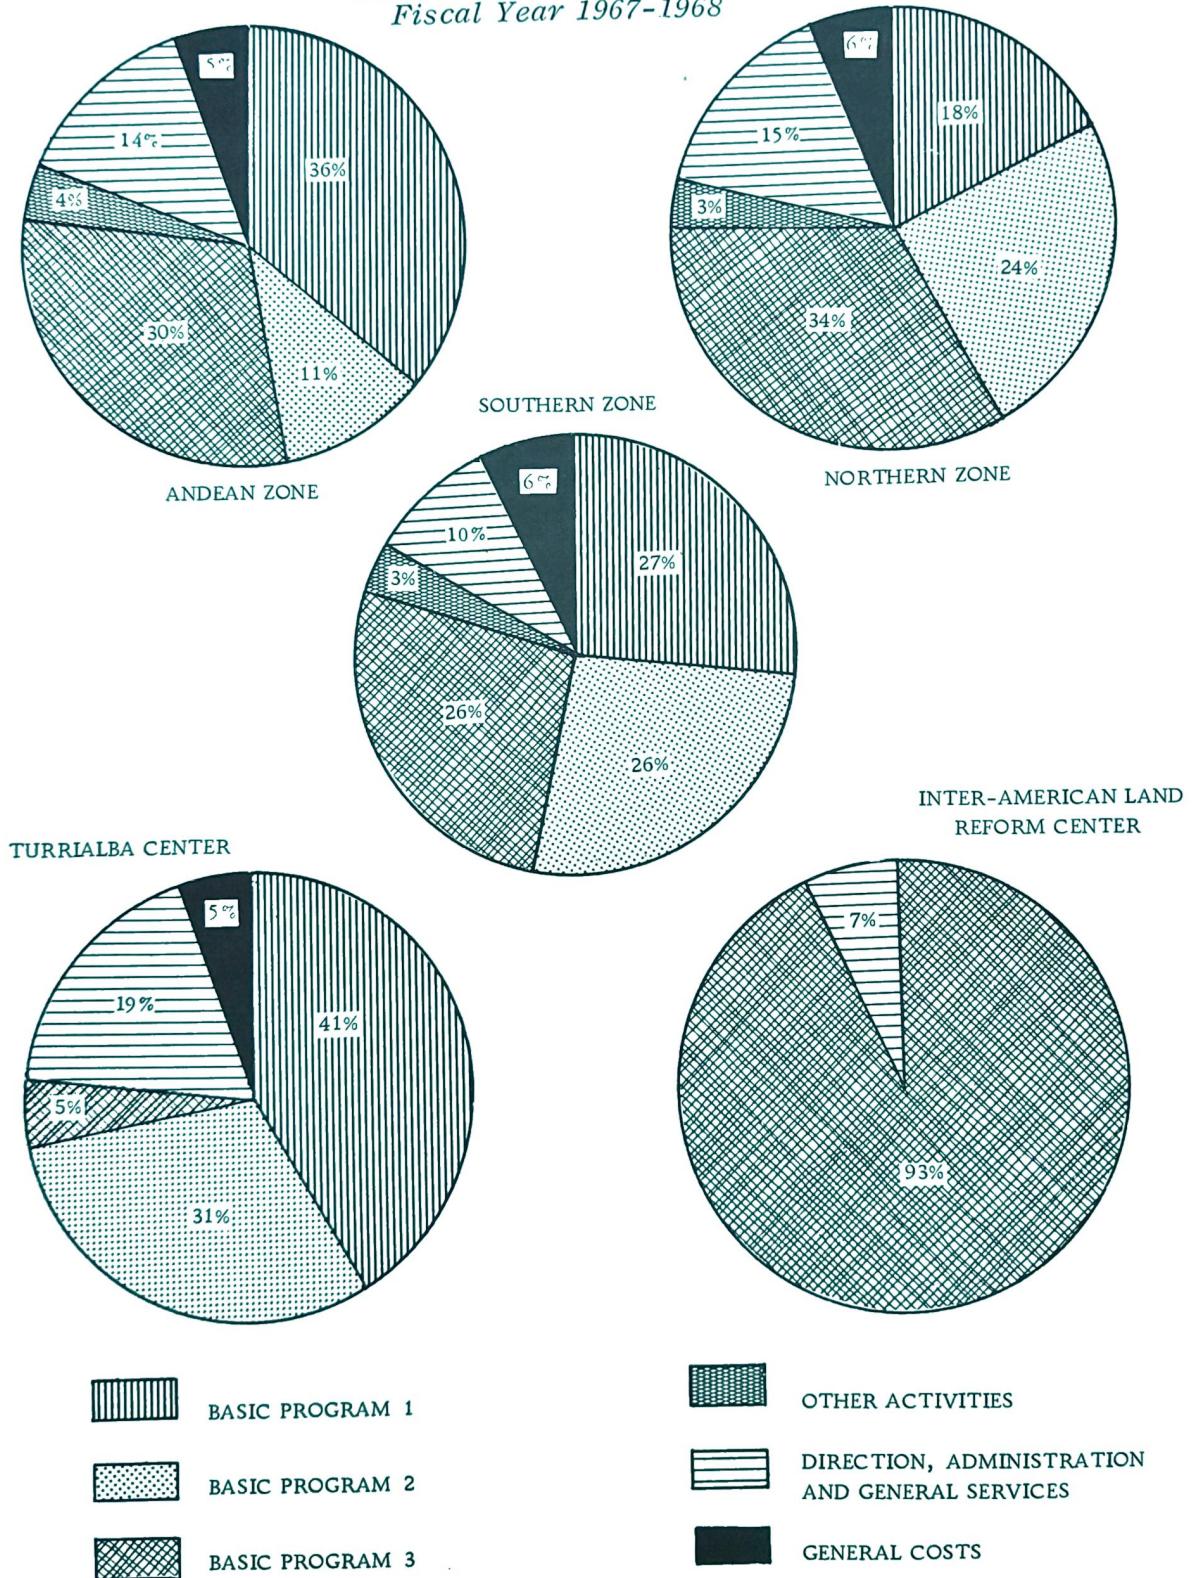 Fiscal Year 1967-1968
5%
14%
36%
4%
30%
11%
ANDEAN ZONE
6%
18%
15%
3%
24%
34%
NORTHERN ZONE
SOUTHERN ZONE
6%
10%
27%
3%
26%
26%
TURRIALBA CENTER
5%
19%
41%
5%
31%
INTER-AMERICAN LAND
REFORM CENTER
7%
93%
BASIC PROGRAM 1
BASIC PROGRAM 2
BASIC PROGRAM 3
OTHER ACTIVITIES
DIRECTION, ADMINISTRATION
AND GENERAL SERVICES
GENERAL COSTS